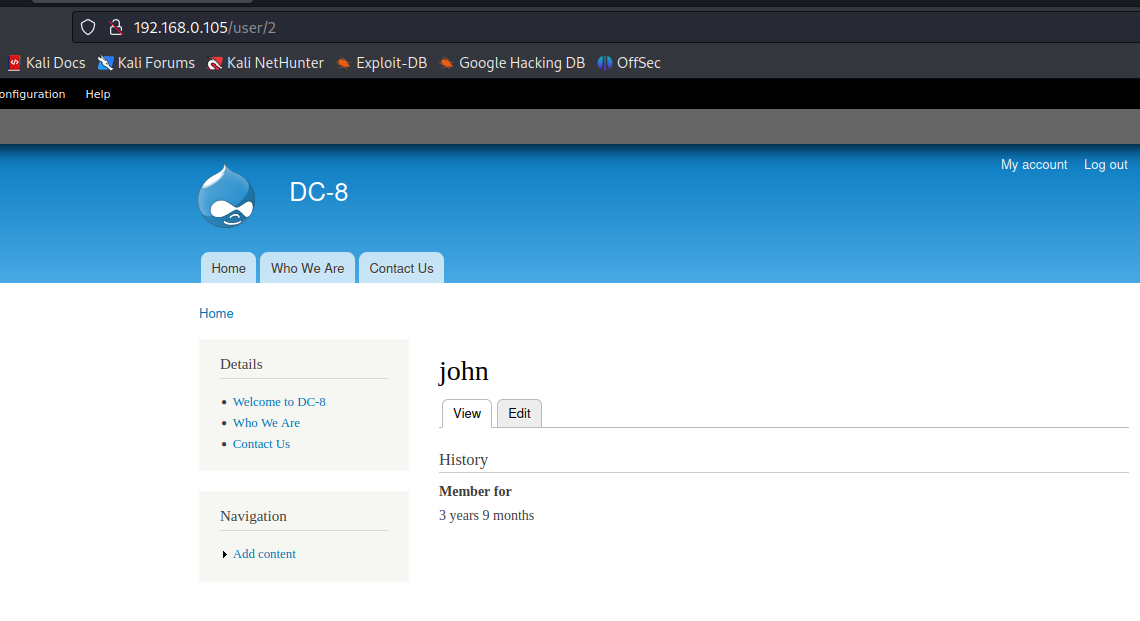 192.168.0.105/user/2
Kali Docs Kali Forums Kali NetHunter Exploit-DB Google Hacking DB OffSec
onfiguration Help
My account Log out
DC-8
Home Who We Are Contact Us
Home
Details
Welcome to DC-8
Who We Are
Contact Us
Navigation
Add content
john
View Edit
History
Member for
3 years 9 months